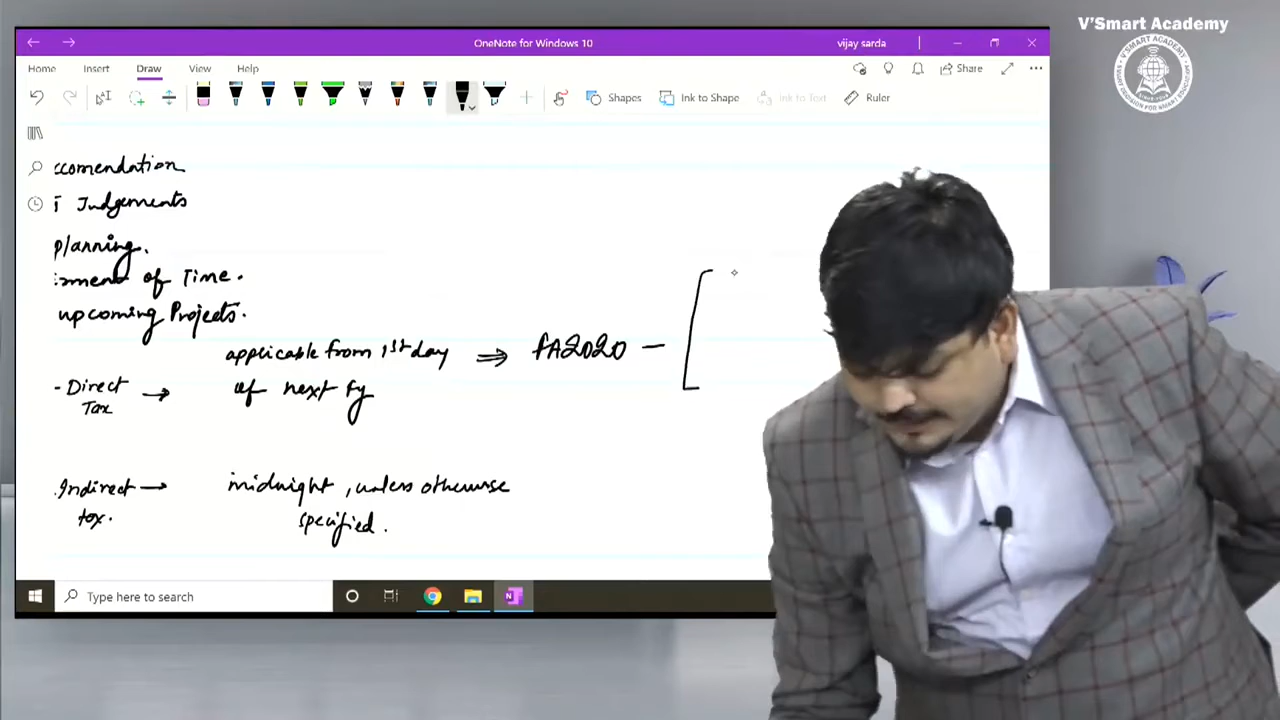 V'Smart Academy
OneNote for Windows 10
vijay sarda
Home Insert Draw View Help
Share
Shapes Ink to Shape Ink to Text Ruler
ccomendation
Judgements
planning.
ment of Time.
upcoming Projects.
applicable from 1st day ⇒ FA2020 —
- Direct Tax → of next Fy
Indirect tax. → midnight, unless otherwise
specified.
Type here to search